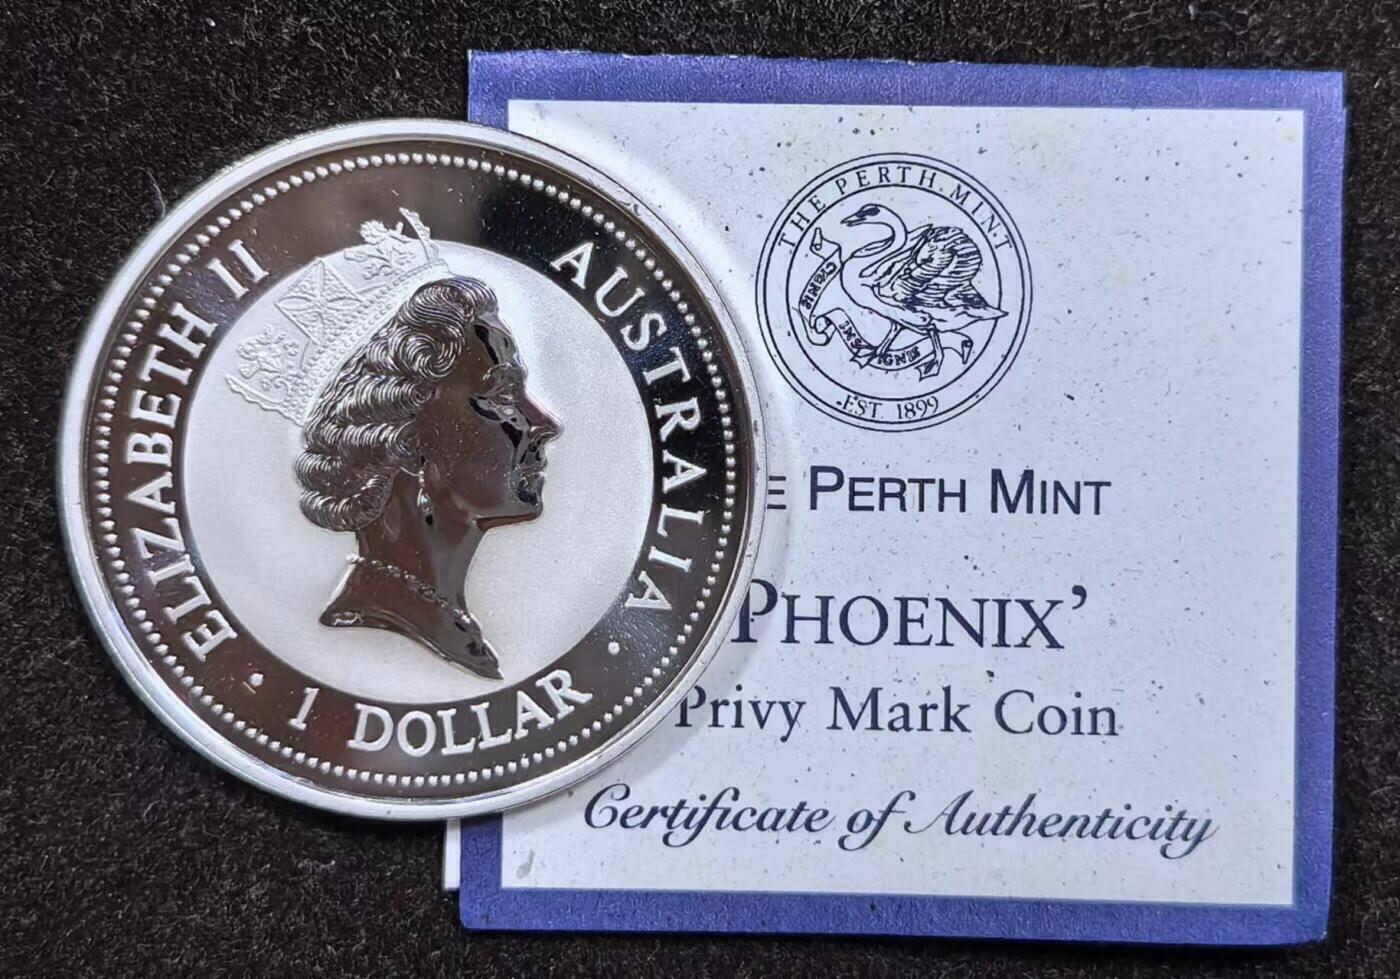 ELIZABETH II
AUSTRALIA
1 DOLLAR
THE PERTH MINT
EST. 1899
E PERTH MINT
PHOENIX’
Privy Mark Coin
Certificate of Authenticity